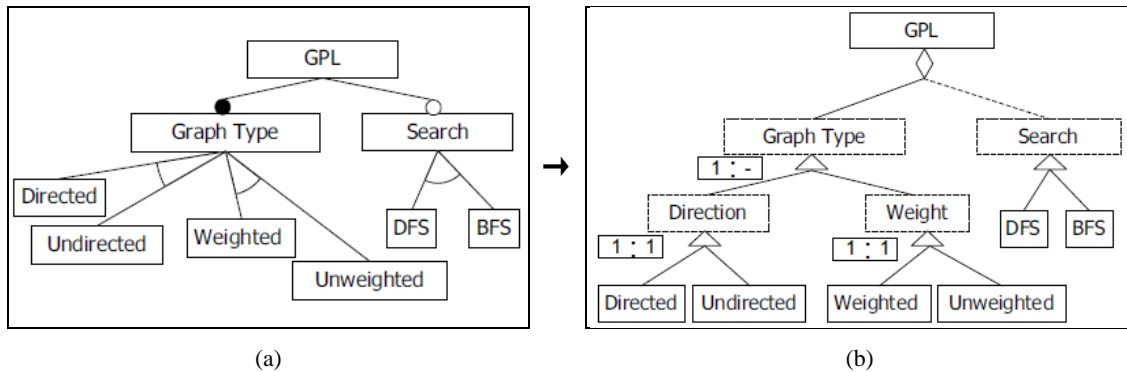 GPL
Graph Type
Search
Directed
Undirected
Weighted
Unweighted
DFS
BFS
(a)
→
GPL
Graph Type
Search
1 : -
Direction
Weight
DFS
BFS
1 : 1
1 : 1
Directed
Undirected
Weighted
Unweighted
(b)